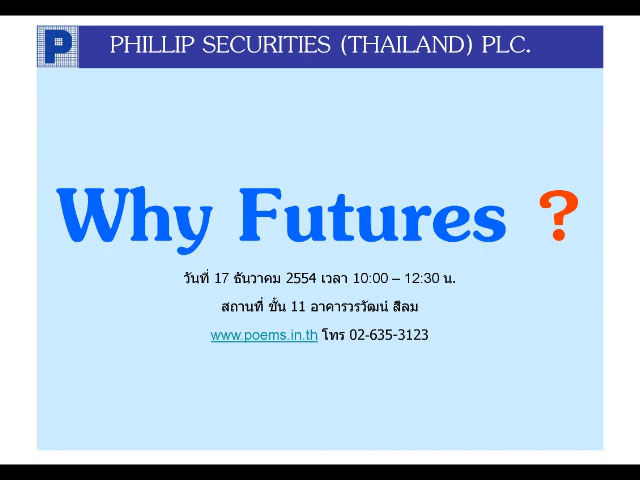 P
PHILLIP SECURITIES (THAILAND) PLC.
Why Futures ?
วันที่ 17 ธันวาคม 2554 เวลา 10:00 – 12:30 น.
สถานที่ ชั้น 11 อาคารวรวัฒน์ สีลม
www.poems.in.th โทร 02-635-3123